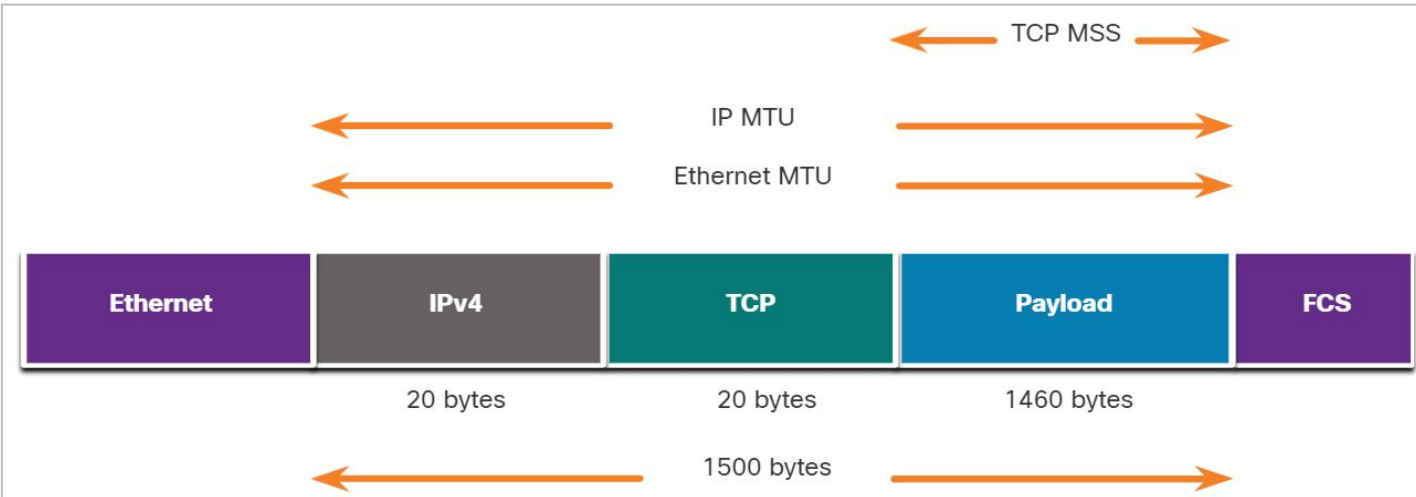 TCP MSS
IP MTU
Ethernet MTU
Ethernet IPv4 TCP Payload FCS
20 bytes 20 bytes 1460 bytes
1500 bytes